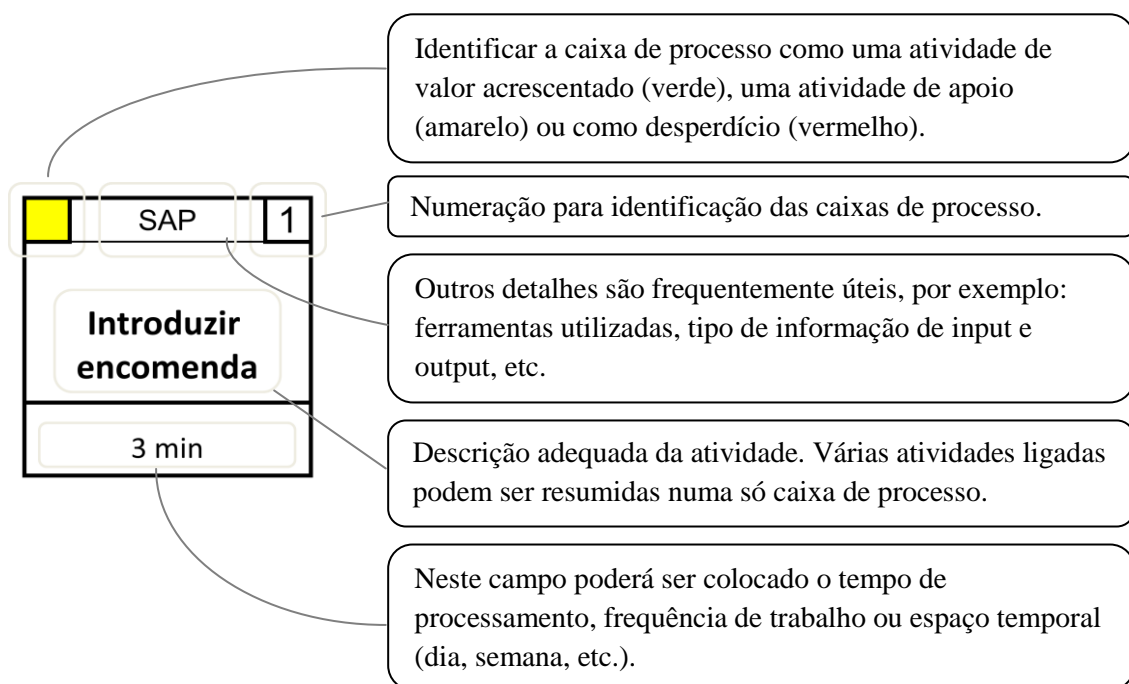 Identificar a caixa de processo como uma atividade de
valor acrescentado (verde), uma atividade de apoio
(amarelo) ou como desperdício (vermelho).
SAP
1
Numeração para identificação das caixas de processo.
Outros detalhes são frequentemente úteis, por exemplo:
ferramentas utilizadas, tipo de informação de input e
output, etc.
Introduzir
encomenda
3 min
Descrição adequada da atividade. Várias atividades ligadas
podem ser resumidas numa só caixa de processo.
Neste campo poderá ser colocado o tempo de
processamento, frequência de trabalho ou espaço temporal
(dia, semana, etc.).